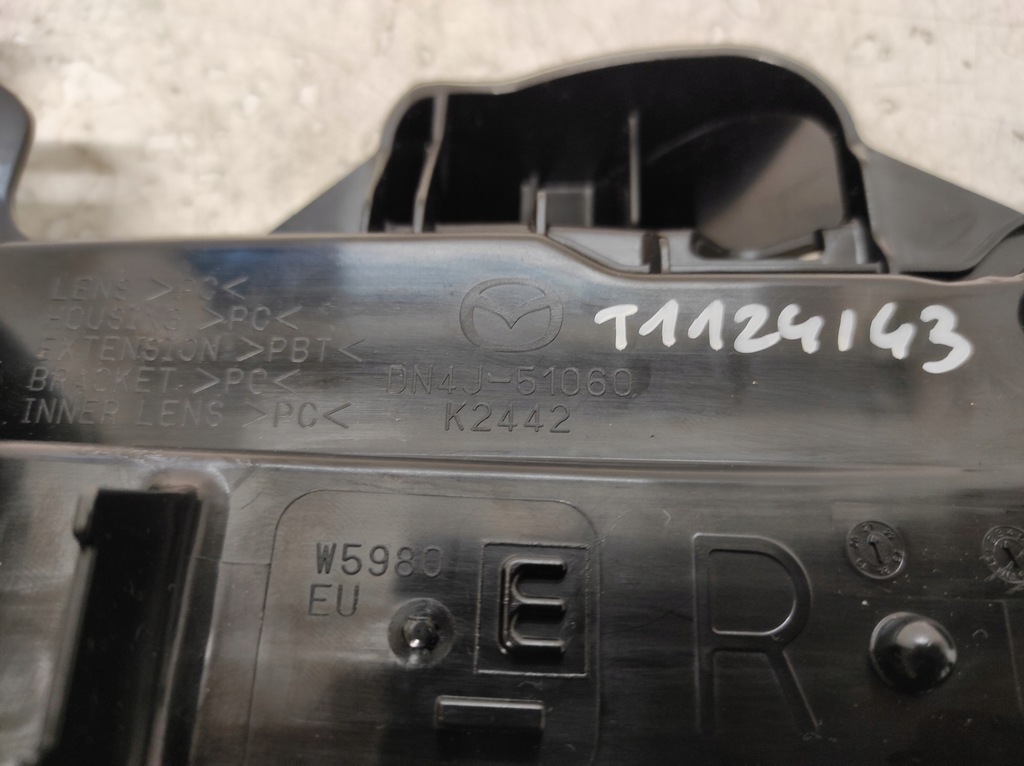 LENS >PC<
HOUSING >PC<
EXTENSION >PBT<
BRACKET >PC<
INNER LENS >PC<
T1124143
DN4J-51060
K2442
W5980
EU
E
R